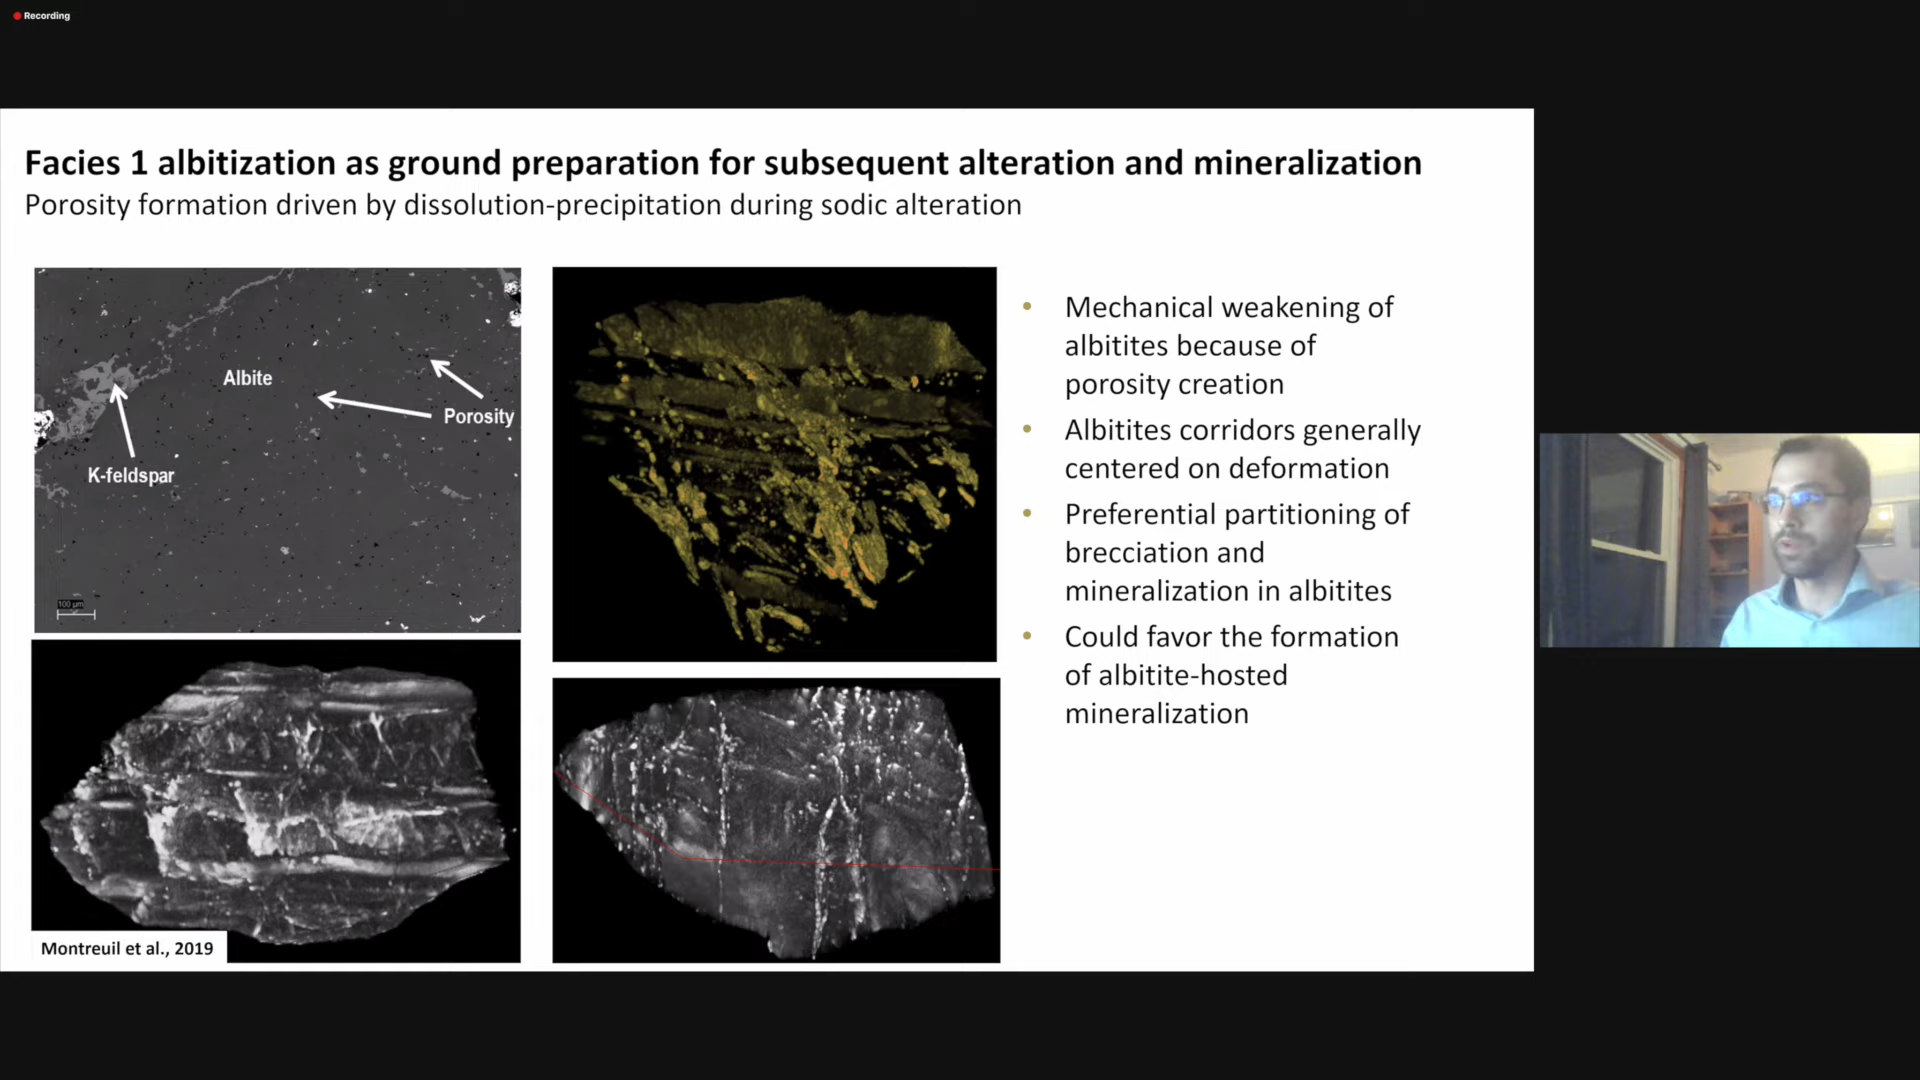 Recording
Facies 1 albitization as ground preparation for subsequent alteration and mineralization
Porosity formation driven by dissolution-precipitation during sodic alteration
Albite
Porosity
K-feldspar
100 µm
Montreuil et al., 2019
• Mechanical weakening of
albitites because of
porosity creation
• Albitites corridors generally
centered on deformation
• Preferential partitioning of
brecciation and
mineralization in albitites
• Could favor the formation
of albitite-hosted
mineralization